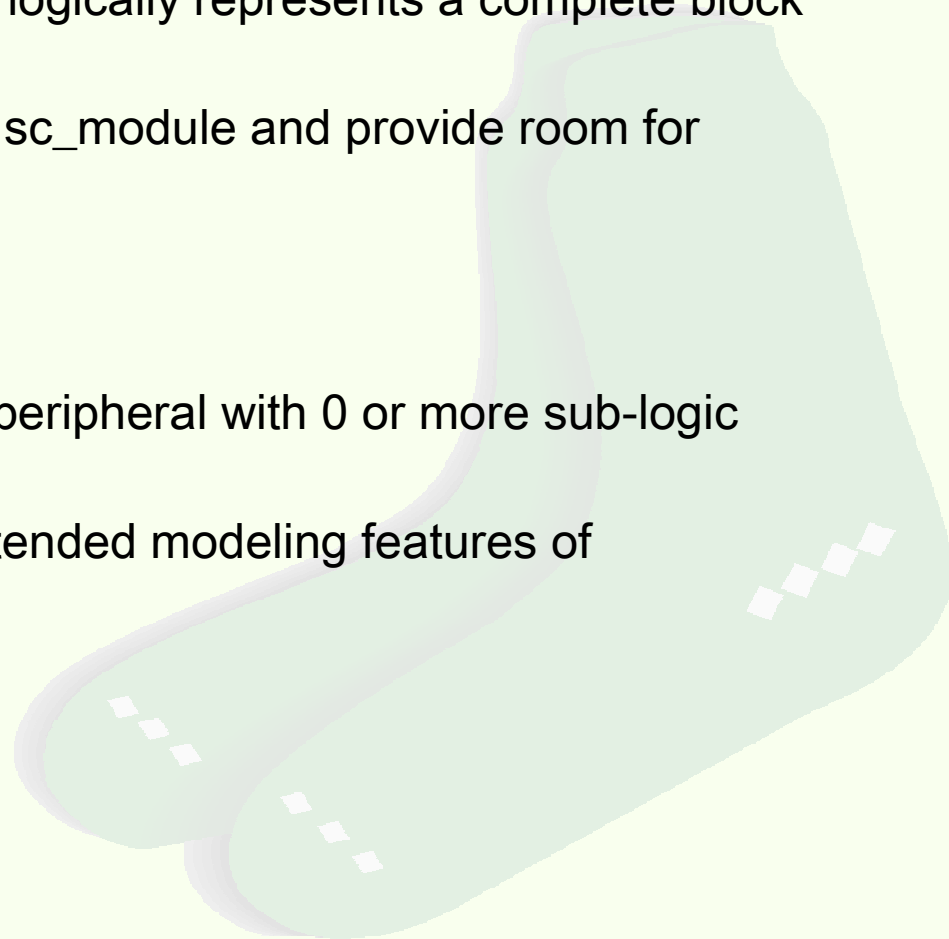 logically represents a complete block
sc_module and provide room for
peripheral with 0 or more sub-logic
tended modeling features of